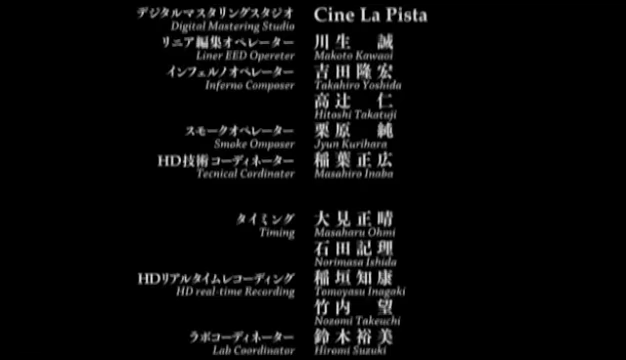 デジタルマスタリングスタジオ Cine La Pista
Digital Mastering Studio
リニア編集オペレーター 川生 誠
Liner EED Opereter Makoto Kawaoi
インフェルノオペレーター 吉田隆宏
Inferno Composer Takahiro Yoshida
高辻 仁
Hitoshi Takatuji
スモークオペレーター 栗原 純
Smoke Omposer Jyun Kurihara
HD技術コーディネーター 稲葉正広
Tecnical Cordinater Masahiro Inaba
タイミング 大見正晴
Timing Masaharu Ohmi
石田記理
Norimasa Ishida
HDリアルタイムレコーディング 稲垣知康
HD real-time Recording Tomoyasu Inagaki
竹内 望
Nozomi Takeuchi
ラボコーディネーター 鈴木裕美
Lab Coordinator Hiromi Suzuki